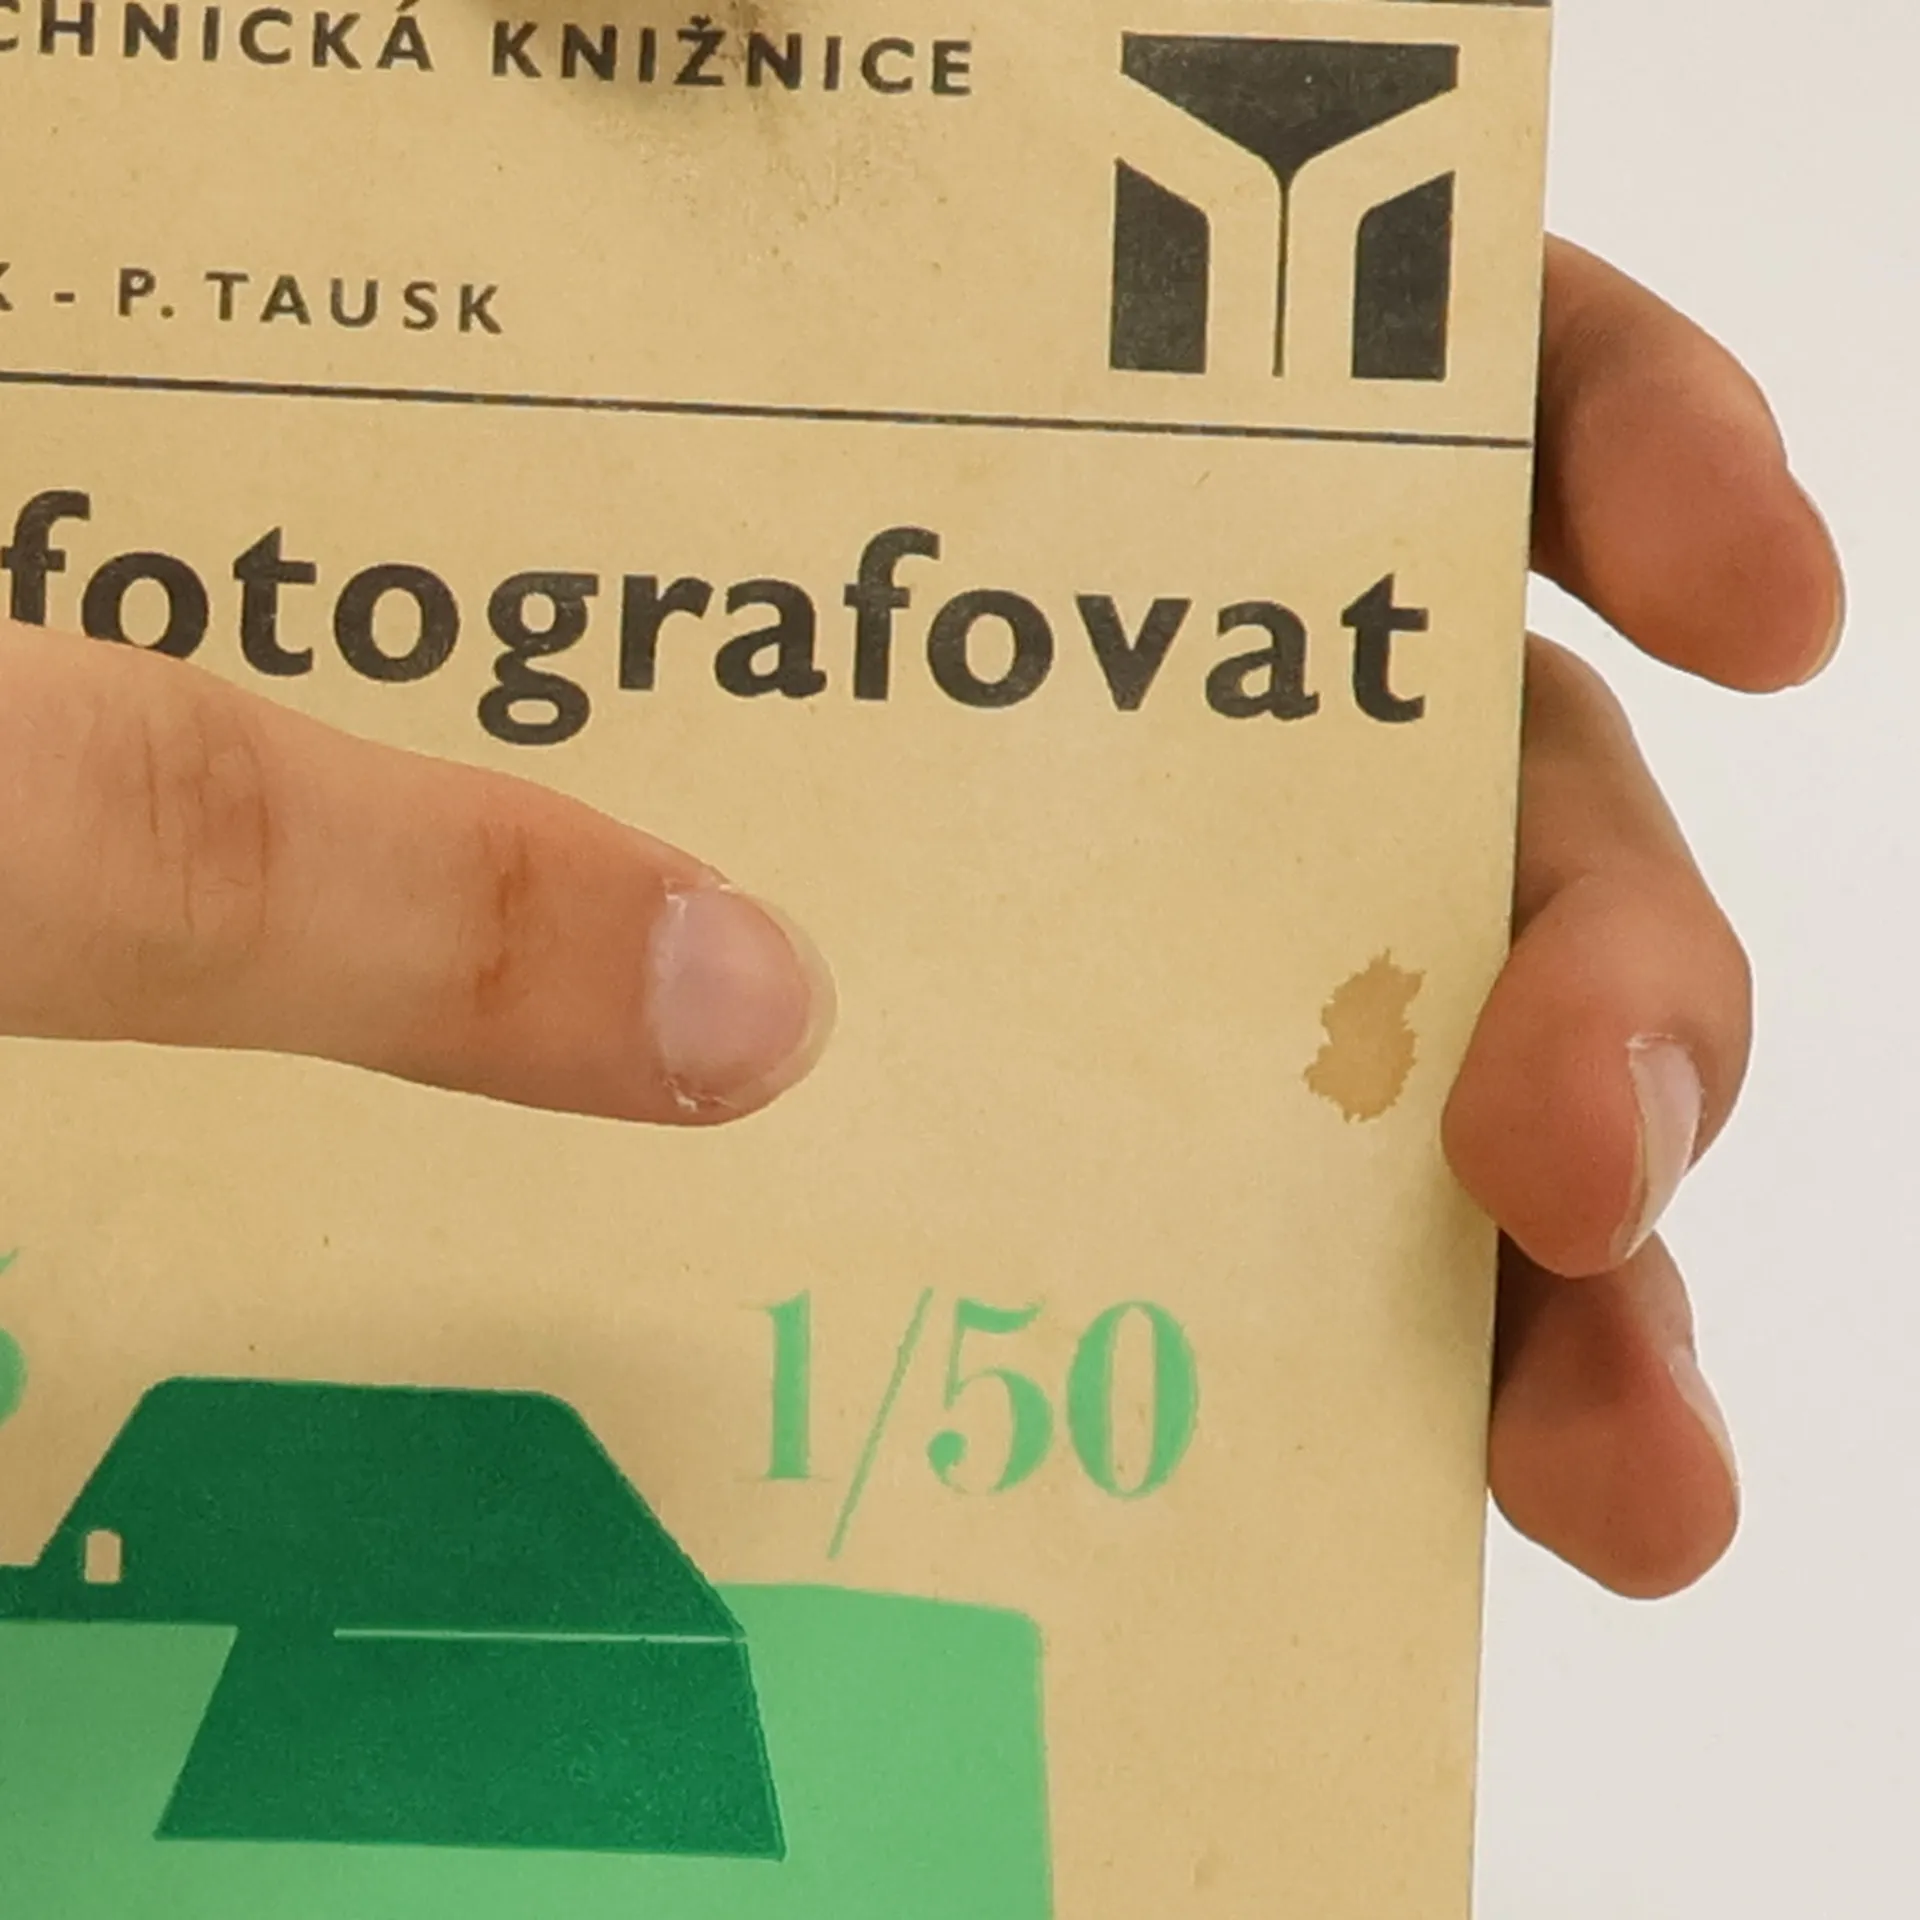 CHNICKÁ KNIŽNICE
K - P. TAUSK
fotografovat
1/50